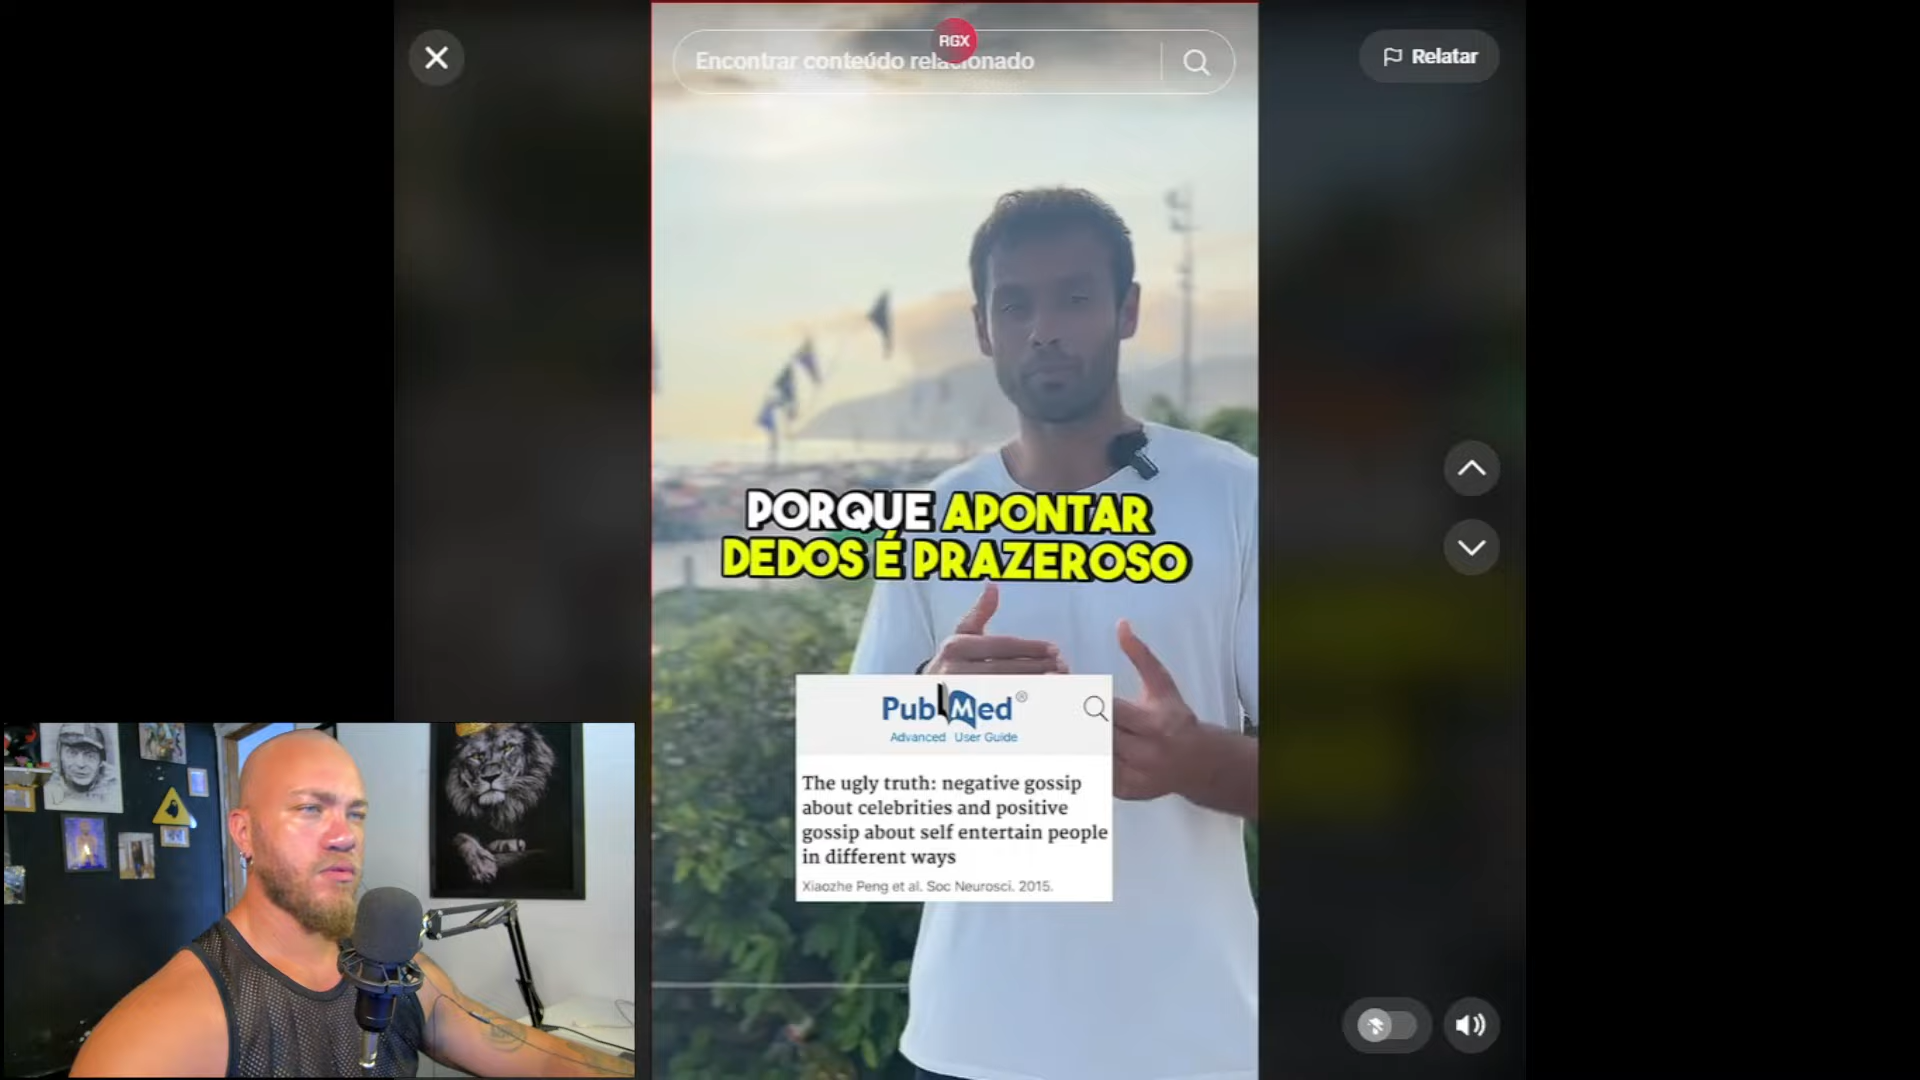 RGX
Encontrar conteúdo relacionado
Relatar
PORQUE APONTAR
DEDOS É PRAZEROSO
PubMed®
Advanced User Guide
The ugly truth: negative gossip
about celebrities and positive
gossip about self entertain people
in different ways
Xiaozhe Peng et al. Soc Neurosci. 2015.